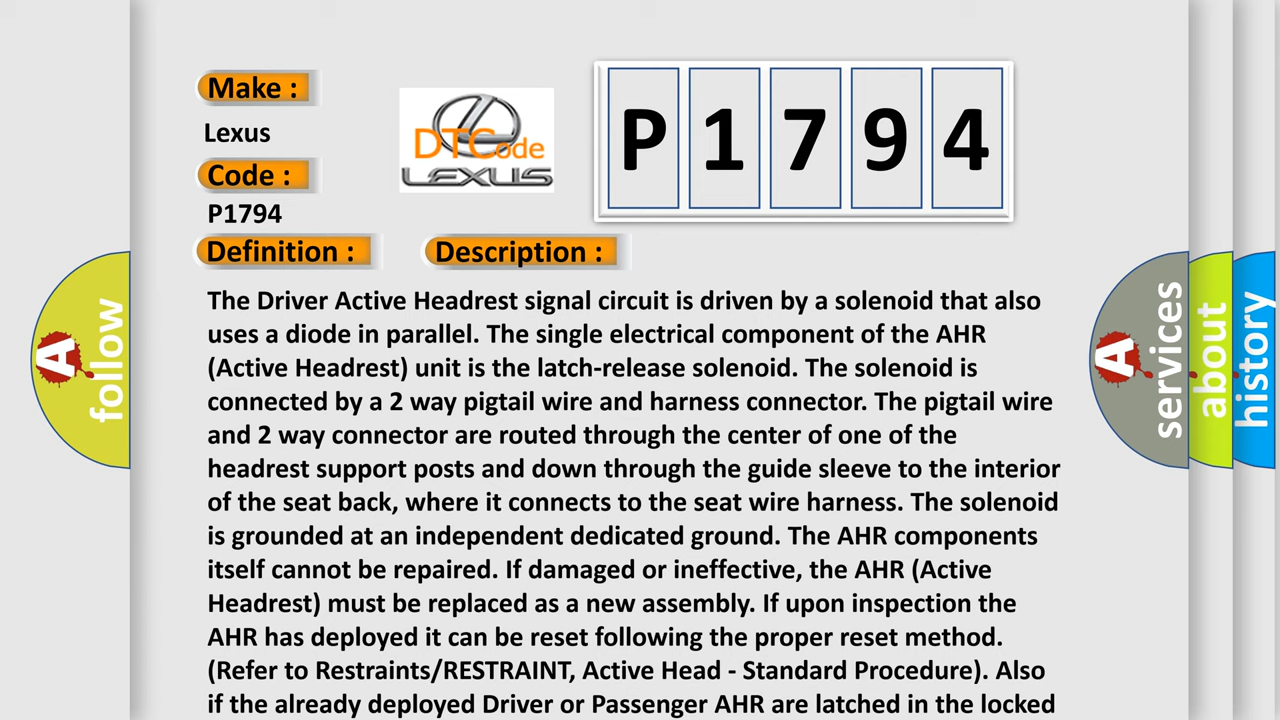 Make :
Lexus
Code :
P1794
DTCode
LEXUS
P1794
Definition :
Description :
The Driver Active Headrest signal circuit is driven by a solenoid that also
uses a diode in parallel. The single electrical component of the AHR
(Active Headrest) unit is the latch-release solenoid. The solenoid is
connected by a 2 way pigtail wire and harness connector. The pigtail wire
and 2 way connector are routed through the center of one of the
headrest support posts and down through the guide sleeve to the interior
of the seat back, where it connects to the seat wire harness. The solenoid
is grounded at an independent dedicated ground. The AHR components
itself cannot be repaired. If damaged or ineffective, the AHR (Active
Headrest) must be replaced as a new assembly. If upon inspection the
AHR has deployed it can be reset following the proper reset method.
(Refer to Restraints/RESTRAINT, Active Head - Standard Procedure). Also
if the already deployed Driver or Passenger AHR are latched in the locked
A
follow
A
services
about
history